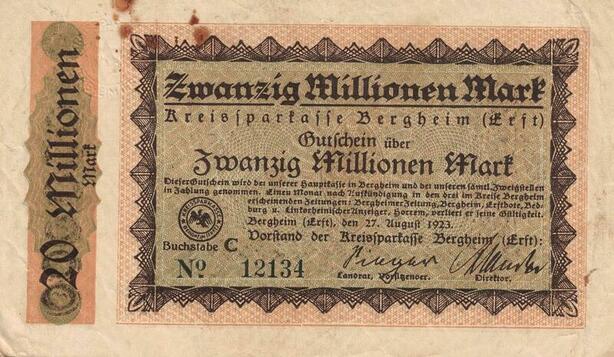 20 Millionen
Mark
Zwanzig Millionen Mark
Kreissparkasse Bergheim (Erft)
Gutschein über
Zwanzig Millionen Mark
Dieser Gutschein wird bei unserer Hauptkasse in Bergheim und bei unseren sämtl. Zweigstellen
in Zahlung genommen. Einen Monat nach Aufkündigung in den drei im Kreise Bergheim
erscheinenden Zeitungen: Bergheimer Zeitung, Bergheim, Erftbote, Bed-
burg u. Linksrheinischer Anzeiger, Horrem, verliert er seine Gültigkeit.
Bergheim (Erft), den 27. August 1923.
Vorstand der Kreissparkasse Bergheim (Erft):
Buchstabe C
No 12134
Landrat, Vorsitzender. Direktor.